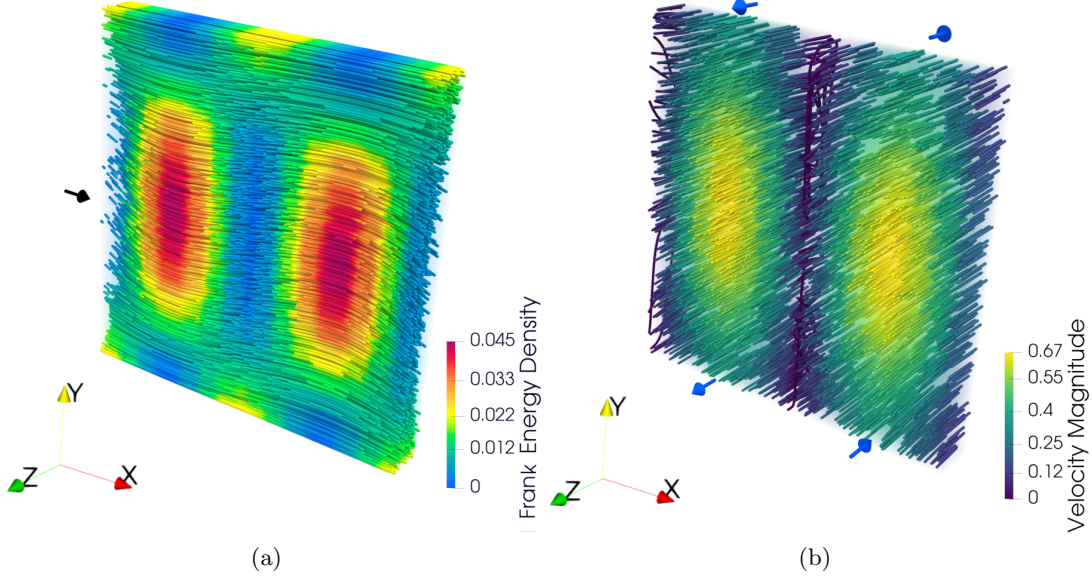 Y
Z
X
0.045
0.033
0.022
0.012
0
Frank Energy Density
(a)
Y
Z
X
0.67
0.55
0.4
0.25
0.12
0
Velocity Magnitude
(b)